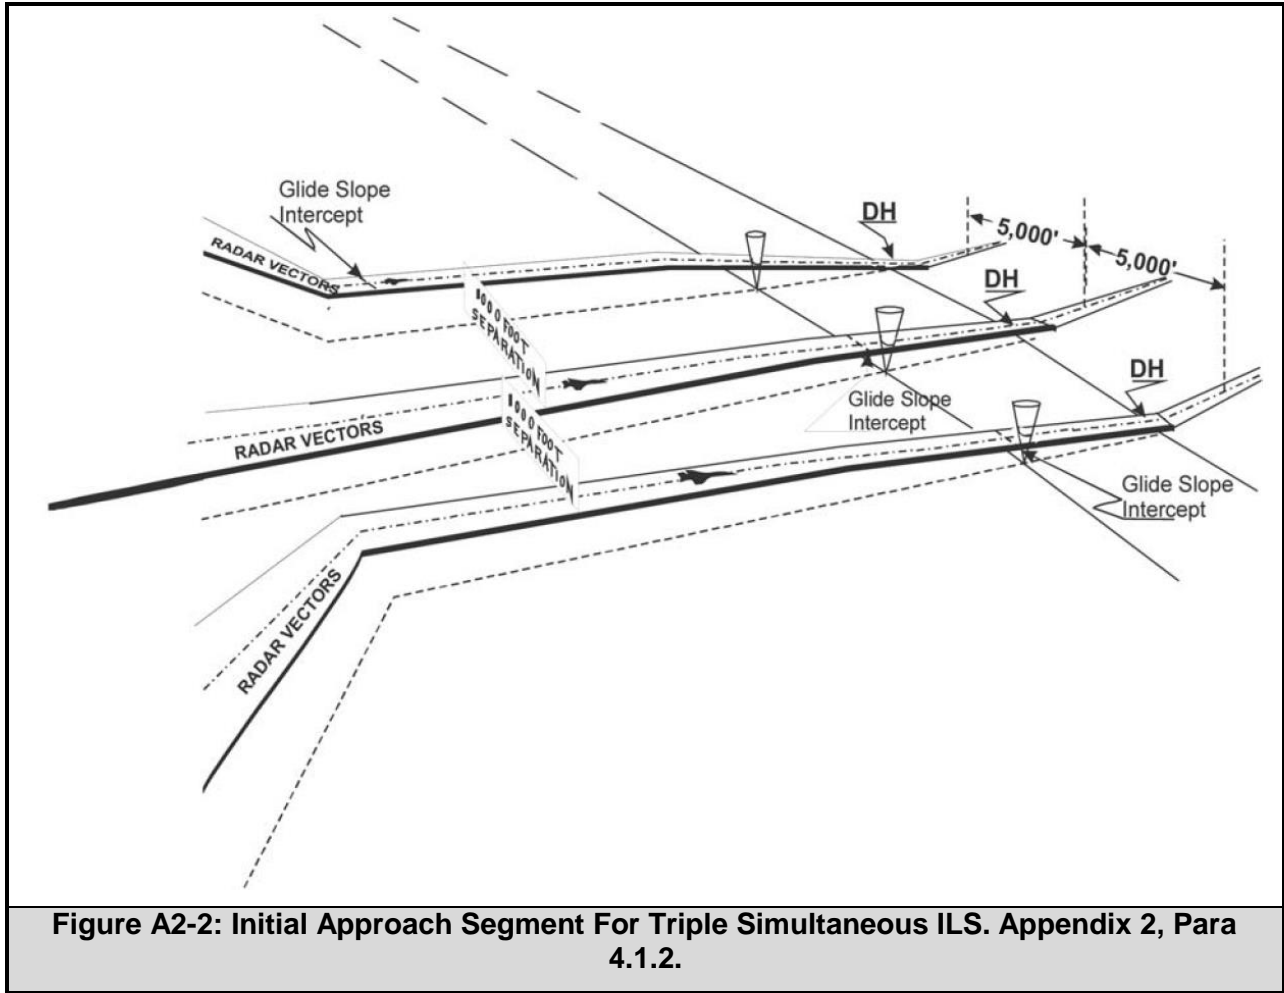 Glide Slope
Intercept
RADAR VECTORS
DH
5,000'
5,000'
1000 FOOT
SEPARATION
DH
RADAR VECTORS
Glide Slope
Intercept
1000 FOOT
SEPARATION
DH
Glide Slope
Intercept
RADAR VECTORS
Figure A2-2: Initial Approach Segment For Triple Simultaneous ILS. Appendix 2, Para
4.1.2.